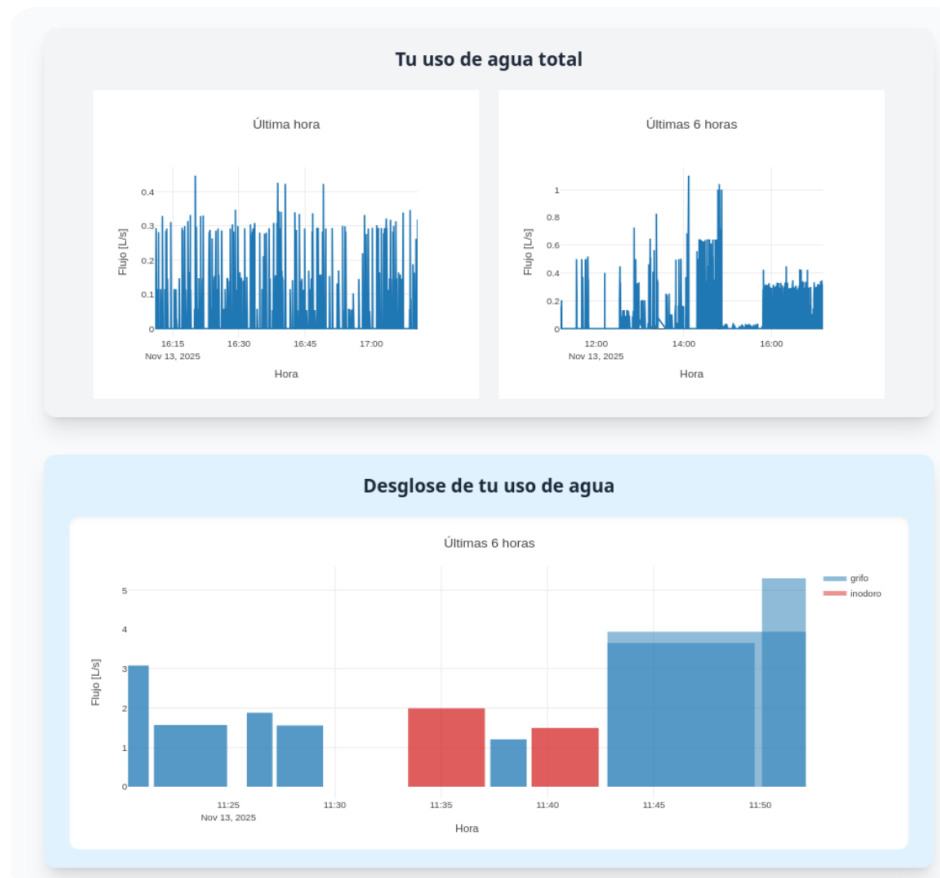 Tu uso de agua total
Última hora
0.4
0.3
0.2
0.1
0
Flujo [L/s]
16:15
16:30
16:45
17:00
Nov 13, 2025
Hora
Últimas 6 horas
1
0.8
0.6
0.4
0.2
0
Flujo [L/s]
12:00
14:00
16:00
Nov 13, 2025
Hora
Desglose de tu uso de agua
Últimas 6 horas
5
4
3
2
1
0
Flujo [L/s]
11:25
11:30
11:35
11:40
11:45
11:50
Nov 13, 2025
Hora
grifo
inodoro